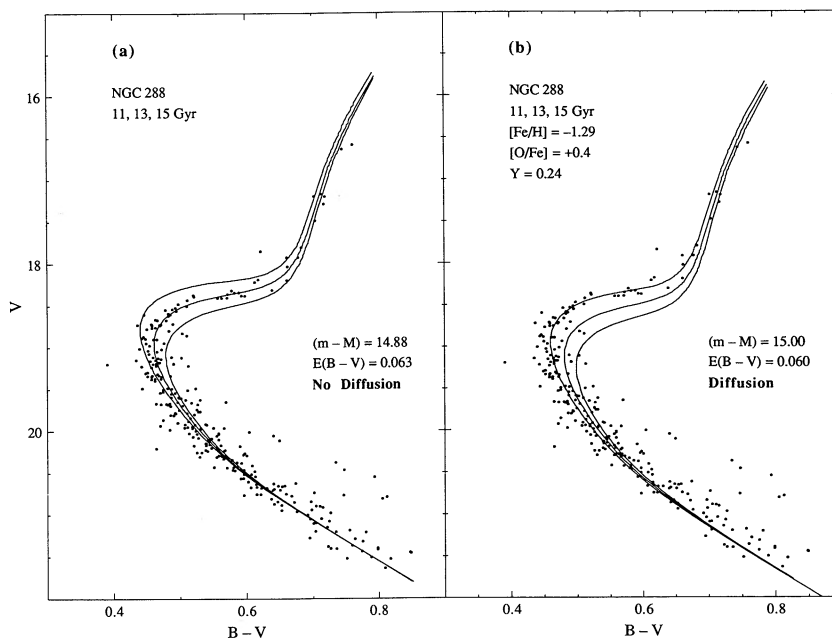 (a)
NGC 288
11, 13, 15 Gyr
(m – M) = 14.88
E(B – V) = 0.063
No Diffusion
16
18
20
V
0.4
0.6
0.8
B – V
(b)
NGC 288
11, 13, 15 Gyr
[Fe/H] = –1.29
[O/Fe] = +0.4
Y = 0.24
(m – M) = 15.00
E(B – V) = 0.060
Diffusion
0.4
0.6
0.8
B – V